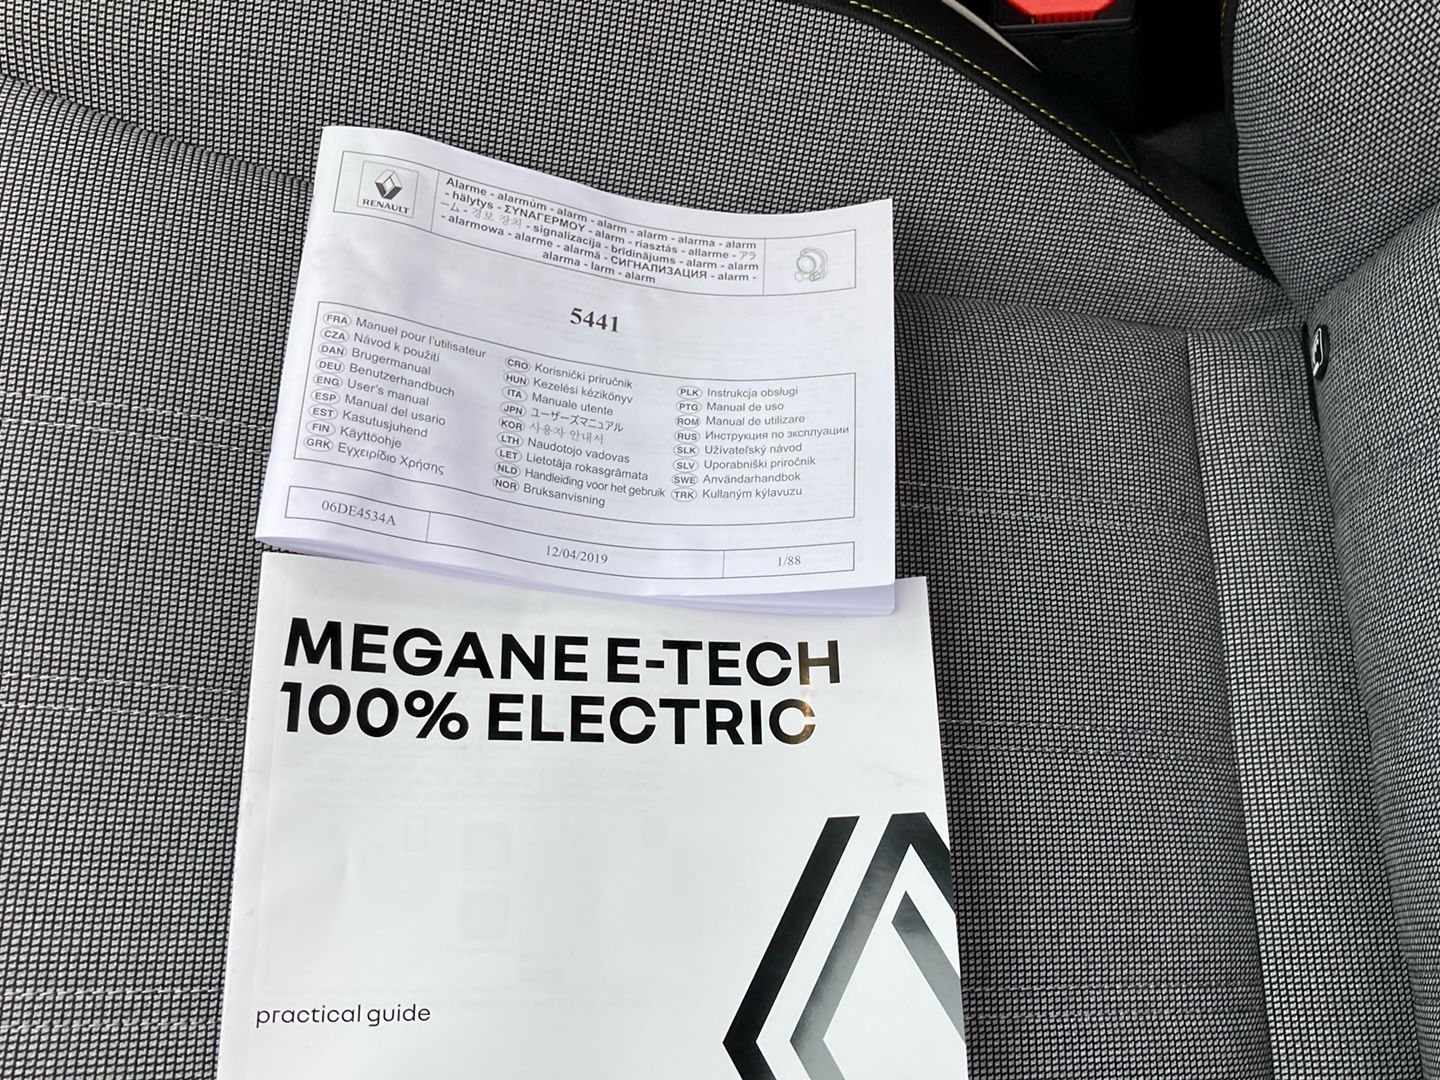 RENAULT
Alarme - alarmúm - alarm - alarm - alarm - alarma - alarm
- hälytys - ΣΥΝΑΓΕΡΜΟΥ - alarm - riasztás - allarme - アラ
ーム - 경보 장치 - signalizacija - brīdinājums - alarm - alarm
- alarmowa - alarme - alarmă - СИГНАЛИЗАЦИЯ - alarm -
alarma - larm - alarm
5441
FRA Manuel pour l'utilisateur
CZA Návod k použití
DAN Brugermanual
DEU Benutzerhandbuch
ENG User's manual
ESP Manual del usario
EST Kasutusjuhend
FIN Käyttöohje
GRK Εγχειρίδιο Χρήσης
CRO Korisnički priručnik
HUN Kezelési kézikönyv
ITA Manuale utente
JPN ユーザーズマニュアル
KOR 사용자 안내서
LTH Naudotojo vadovas
LET Lietotāja rokasgrāmata
NLD Handleiding voor het gebruik
NOR Bruksanvisning
PLK Instrukcja obsługi
PTG Manual de uso
ROM Manual de utilizare
RUS Инструкция по эксплуации
SLK Užívateľský návod
SLV Uporabniški priročnik
SWE Användarhandbok
TRK Kullaným kýlavuzu
06DE4534A
12/04/2019
1/88
MEGANE E-TECH
100% ELECTRIC
practical guide